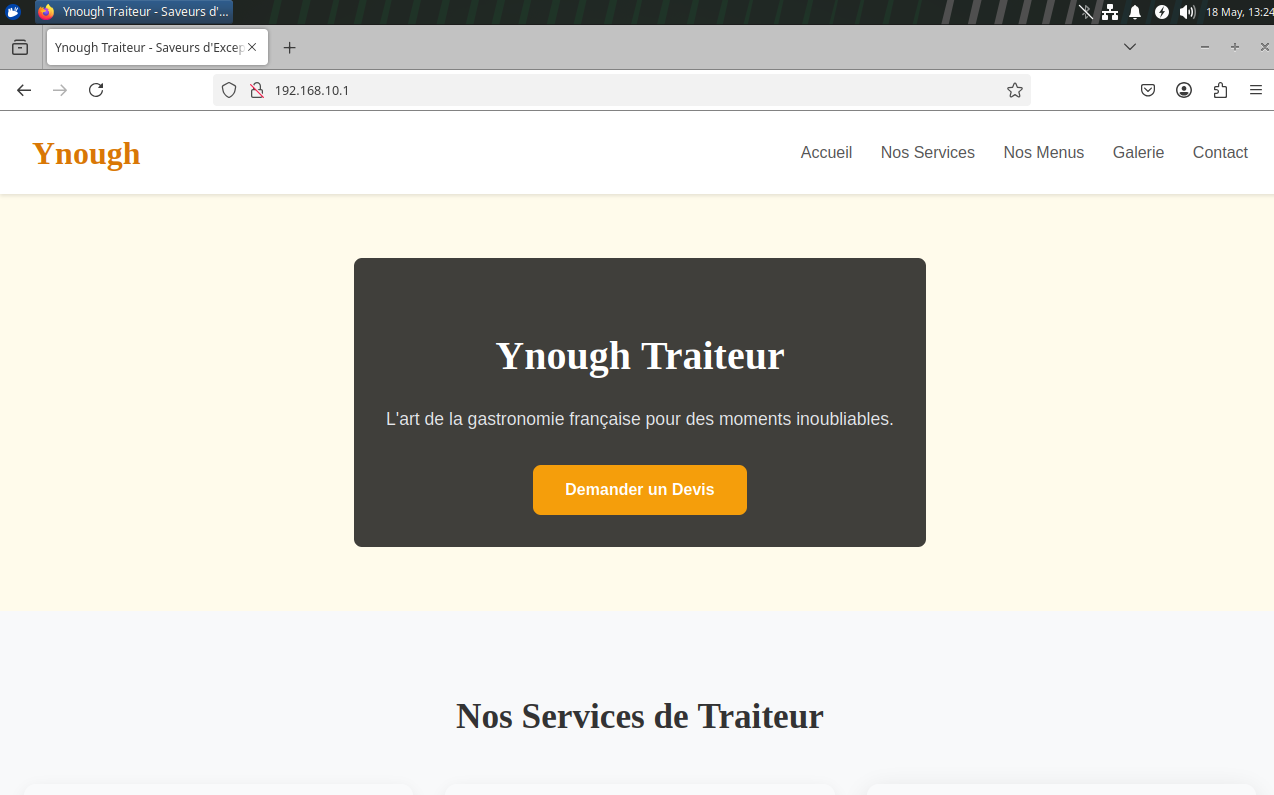 Ynough Traiteur - Saveurs d'...
18 May, 13:24
Ynough Traiteur - Saveurs d'Excep
192.168.10.1
Ynough
Accueil Nos Services Nos Menus Galerie Contact
Ynough Traiteur
L'art de la gastronomie française pour des moments inoubliables.
Demander un Devis
Nos Services de Traiteur